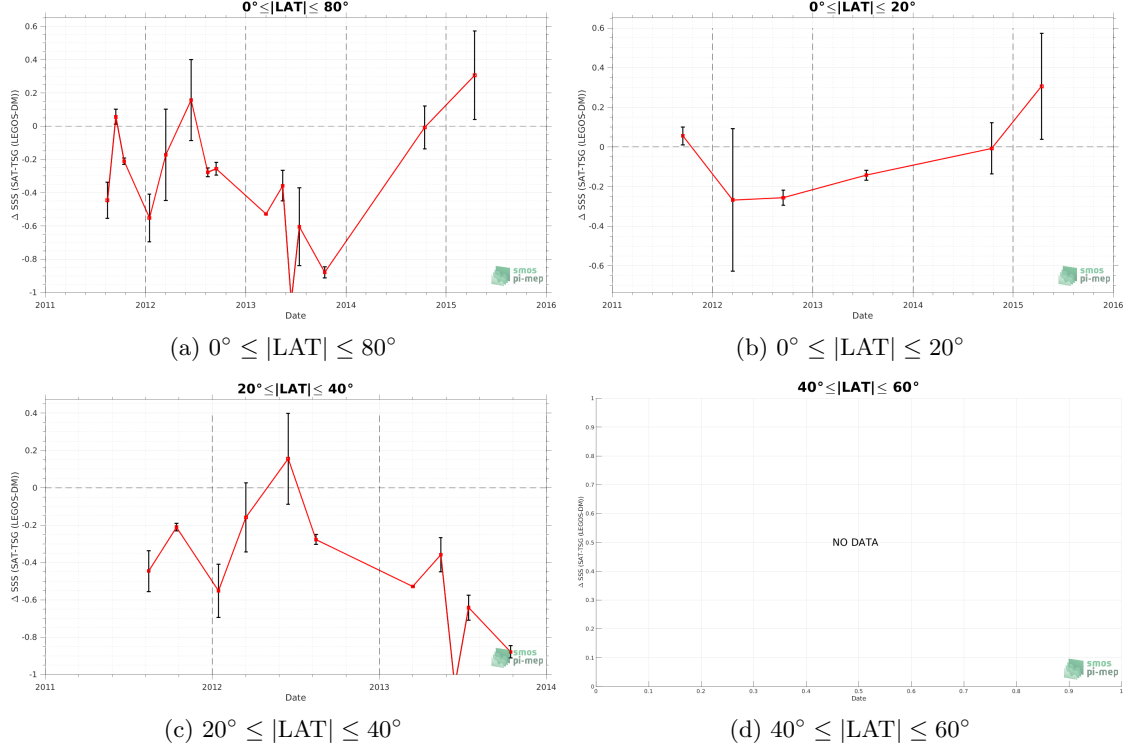 0°≤|LAT|≤ 80°
Δ SSS (SAT-TSG (LEGOS-DM))
0.6
0.4
0.2
0
-0.2
-0.4
-0.6
-0.8
-1
2011 2012 2013 2014 2015 2016
Date
smos
pi-mep
(a) 0° ≤ |LAT| ≤ 80°
0°≤|LAT|≤ 20°
Δ SSS (SAT-TSG (LEGOS-DM))
0.6
0.4
0.2
0
-0.2
-0.4
-0.6
2011 2012 2013 2014 2015 2016
Date
smos
pi-mep
(b) 0° ≤ |LAT| ≤ 20°
20°≤|LAT|≤ 40°
Δ SSS (SAT-TSG (LEGOS-DM))
0.4
0.2
0
-0.2
-0.4
-0.6
-0.8
-1
2011 2012 2013 2014
Date
smos
pi-mep
(c) 20° ≤ |LAT| ≤ 40°
40°≤|LAT|≤ 60°
Δ SSS (SAT-TSG (LEGOS-DM))
1
0.9
0.8
0.7
0.6
0.5
0.4
0.3
0.2
0.1
0
NO DATA
0 0.1 0.2 0.3 0.4 0.5 0.6 0.7 0.8 0.9 1
Date
smos
pi-mep
(d) 40° ≤ |LAT| ≤ 60°